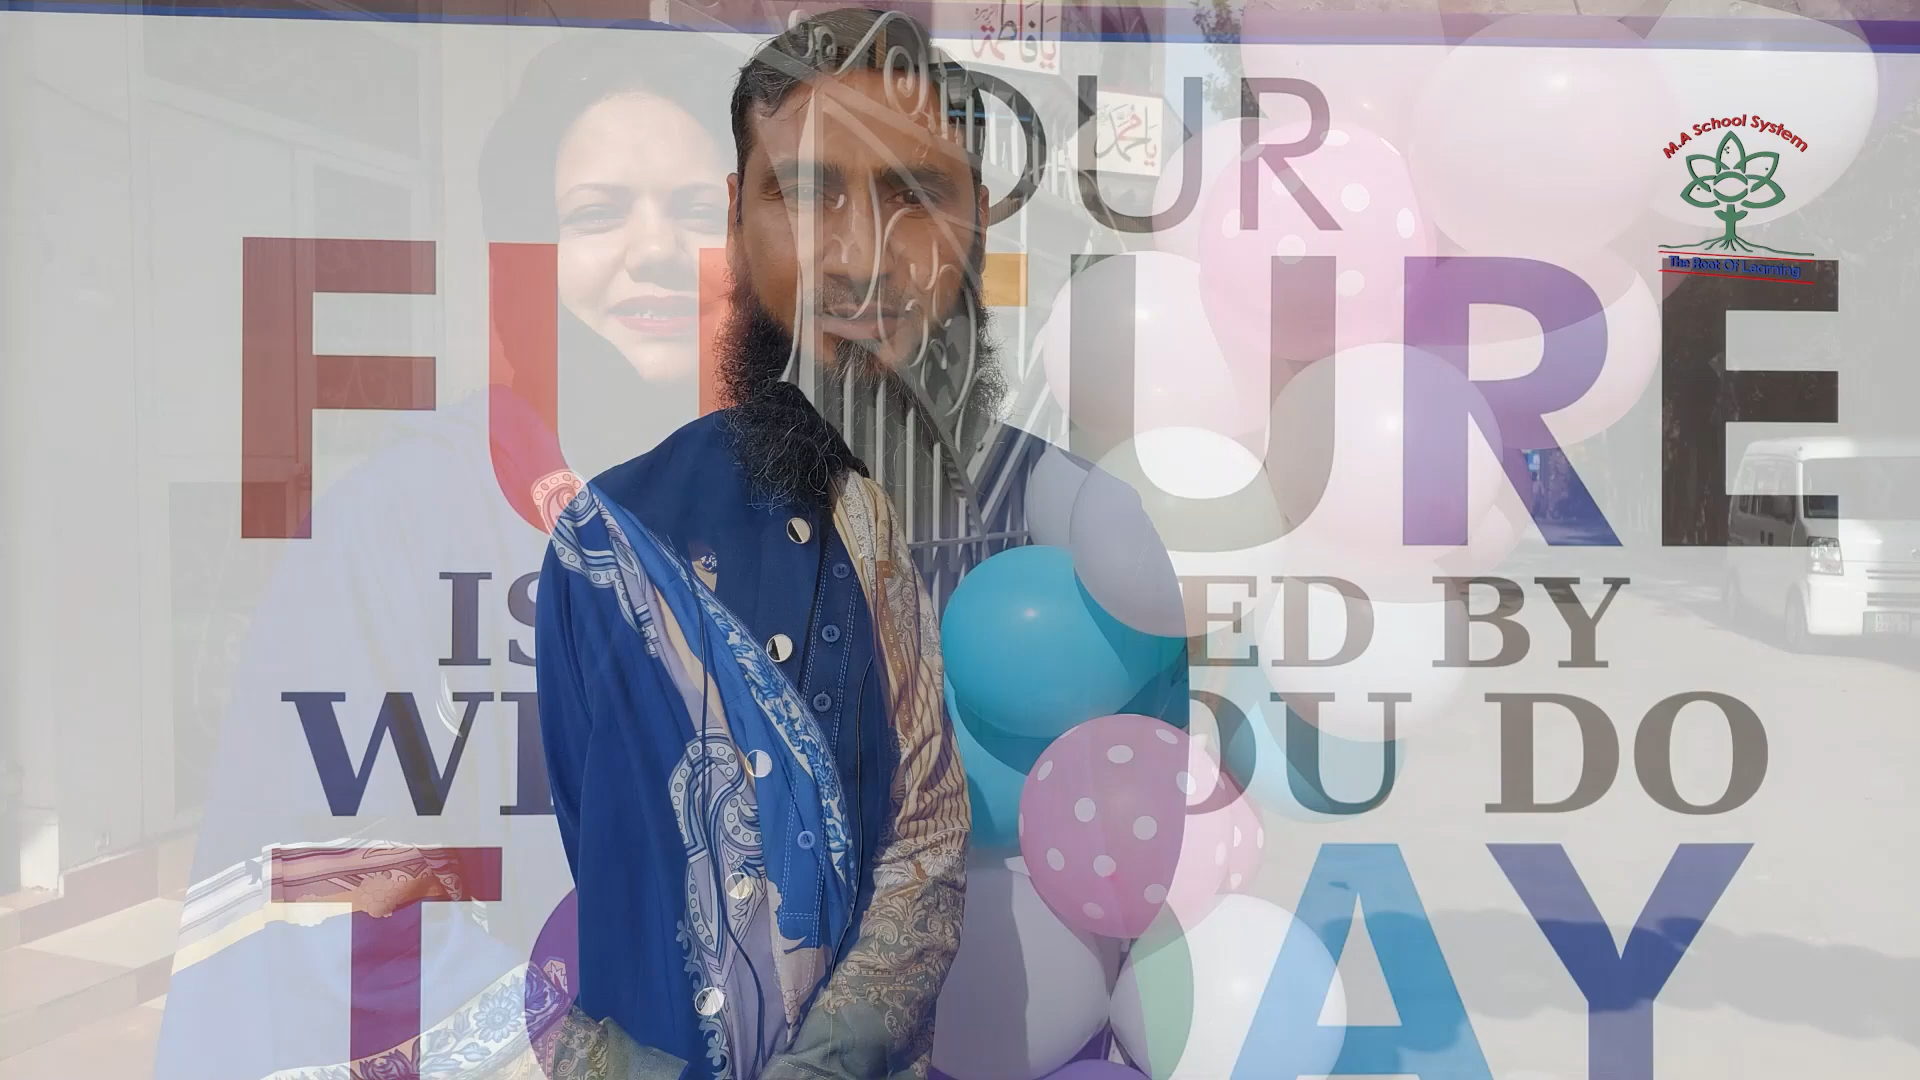 يا فاطمة
يا محمد
OUR
M.A School System
The Root Of Learning
FUTURE
IS ED BY
W OU DO
T AY